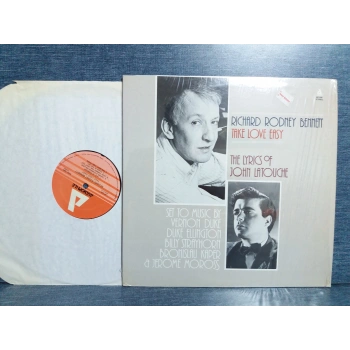 RICHARD RODNEY BENNETT
TAKE LOVE EASY
THE LYRICS OF
JOHN LATOUCHE
SET TO MUSIC BY
VERNON DUKE
DUKE ELLINGTON
BILLY STRAYHORN
BRONISLAU KAPER
& JEROME MOROSS